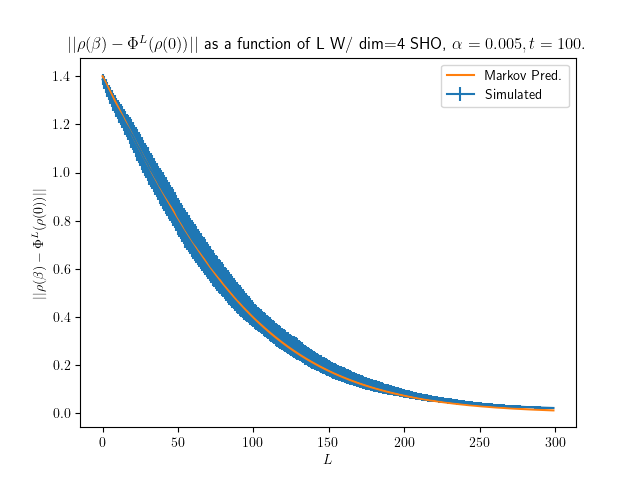 ||ρ(β) − Φ^L(ρ(0))|| as a function of L W/ dim=4 SHO, α = 0.005, t = 100.
Markov Pred.
Simulated
||ρ(β) − Φ^L(ρ(0))||
1.4
1.2
1.0
0.8
0.6
0.4
0.2
0.0
0 50 100 150 200 250 300
L